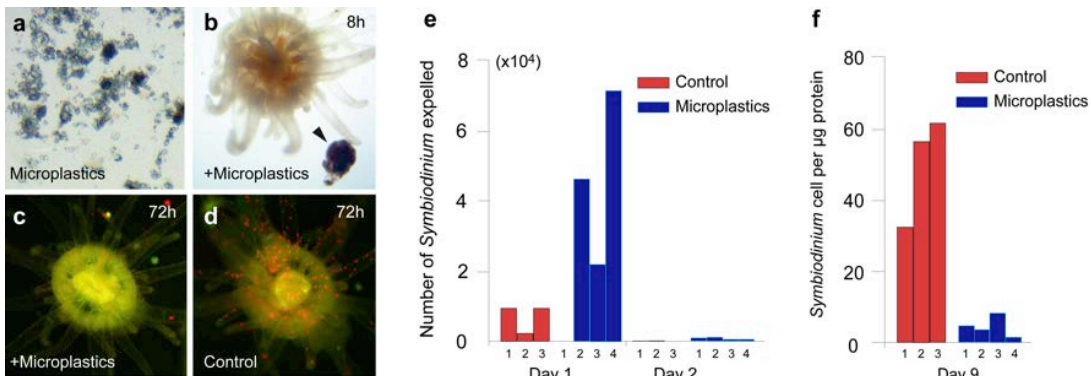 a
Microplastics
b
8h
+Microplastics
c
72h
+Microplastics
d
72h
Control
e
(x10⁴)
Number of Symbiodinium expelled
8
6
4
2
0
Control
Microplastics
1 2 3 1 2 3 4 1 2 3 1 2 3 4
Day 1 Day 2
f
Symbiodinium cell per µg protein
80
60
40
20
0
Control
Microplastics
1 2 3 1 2 3 4
Day 9